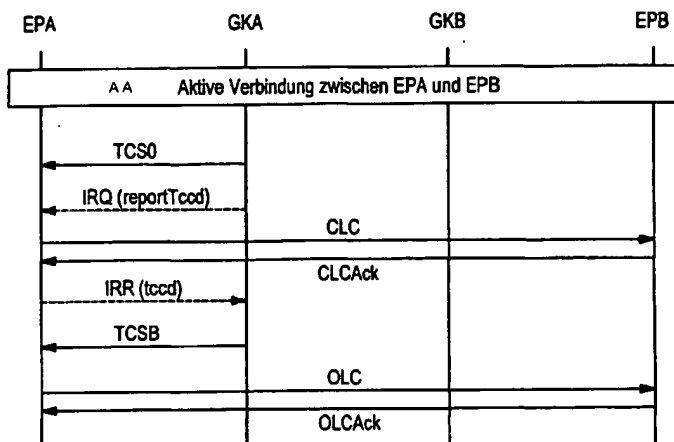 EPA GKA GKB EPB
A A Aktive Verbindung zwischen EPA und EPB
TCS0
IRQ (reportTccd)
CLC
CLCAck
IRR (tccd)
TCSB
OLC
OLCAck